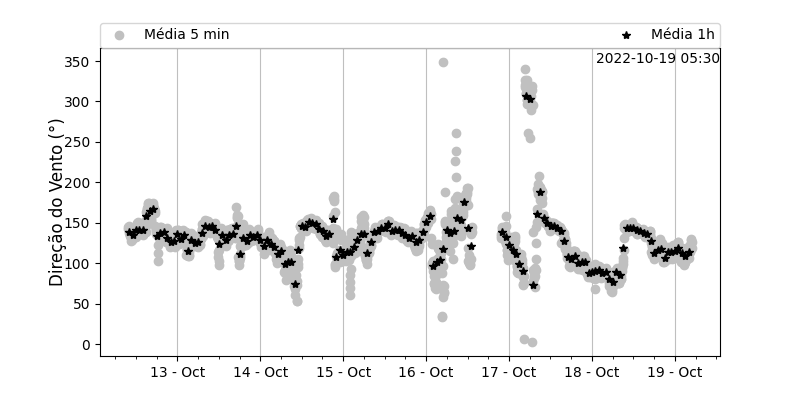 Média 5 min
Média 1h
2022-10-19 05:30
Direção do Vento (°)
350
300
250
200
150
100
50
0
13 - Oct
14 - Oct
15 - Oct
16 - Oct
17 - Oct
18 - Oct
19 - Oct